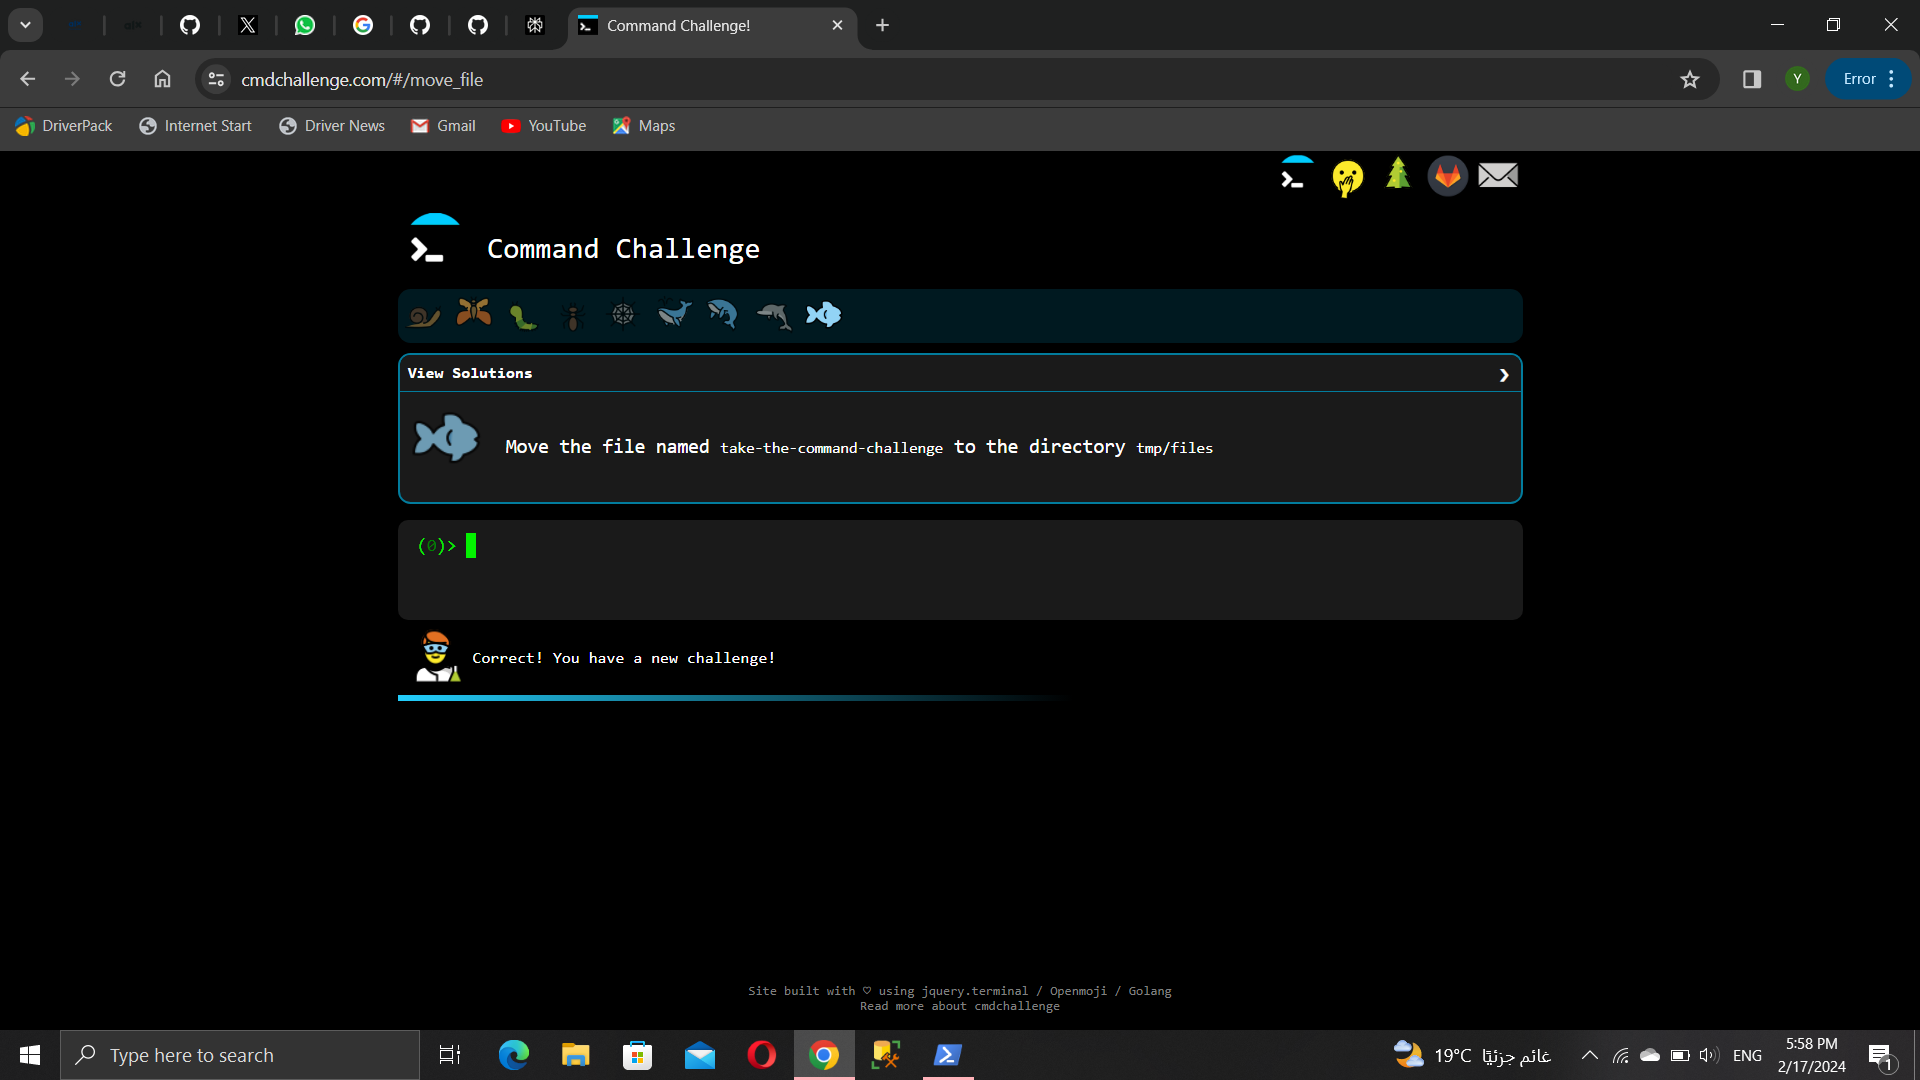 Command Challenge!
cmdchallenge.com/#/move_file
Y
Error
DriverPack
Internet Start
Driver News
Gmail
YouTube
Maps
Command Challenge
View Solutions
Move the file named take-the-command-challenge to the directory tmp/files
(0)>
Correct! You have a new challenge!
Site built with ♡ using jquery.terminal / Openmoji / Golang
Read more about cmdchallenge
Type here to search
19°C غائم جزئيًا
ENG
5:58 PM
2/17/2024
1